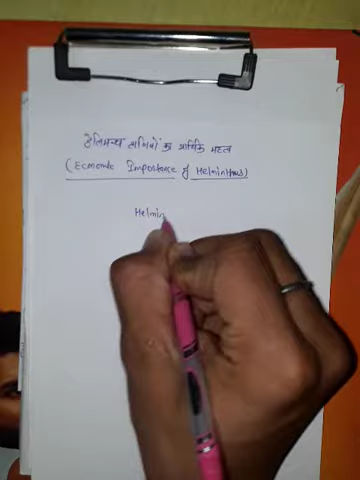 हेल्मिन्थ प्राणियों का आर्थिक महत्व
(Economic Importance of Helminthes)
Helmin